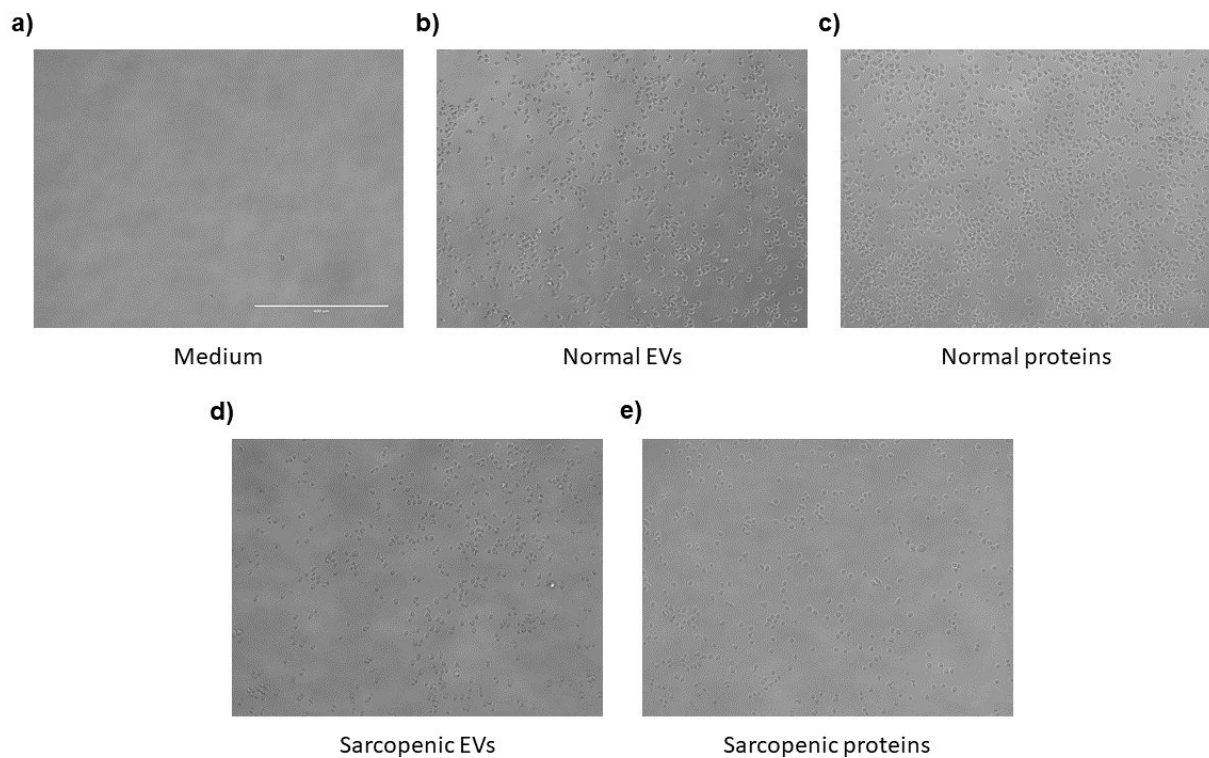 a)
b)
c)
Medium
Normal EVs
Normal proteins
d)
e)
Sarcopenic EVs
Sarcopenic proteins